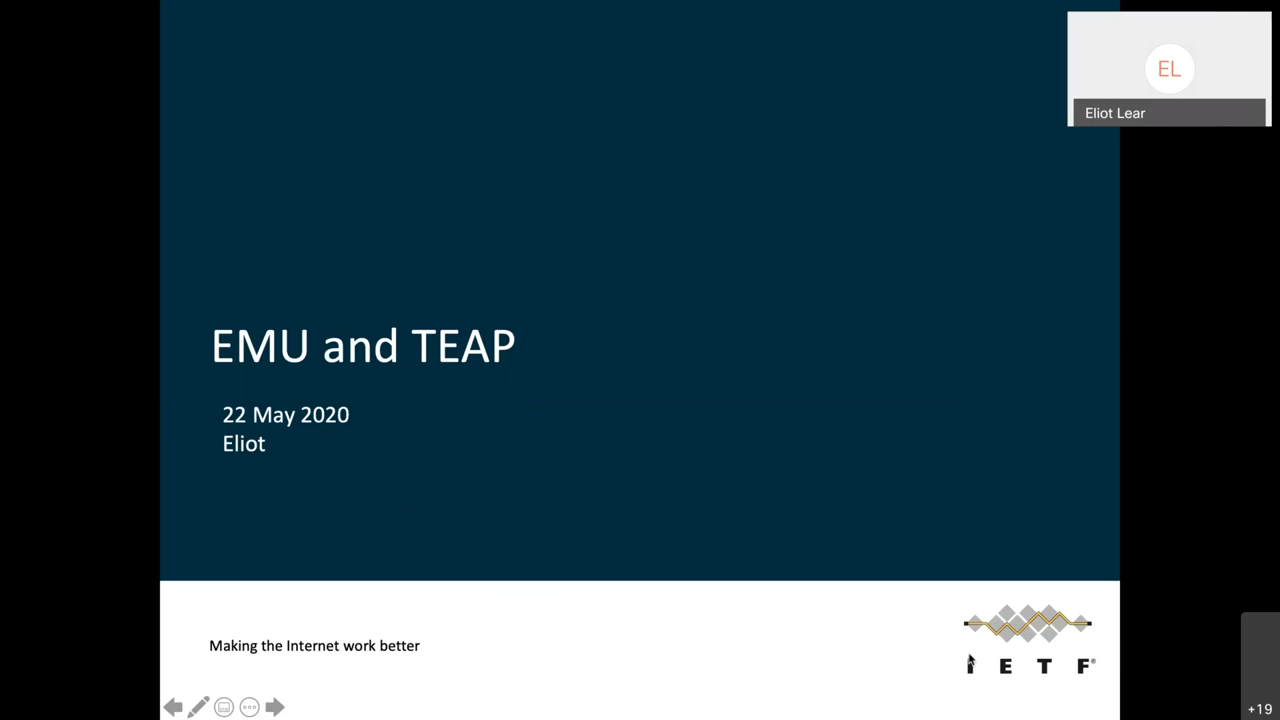 EL
Eliot Lear
EMU and TEAP
22 May 2020
Eliot
Making the Internet work better
I E T F®
+19